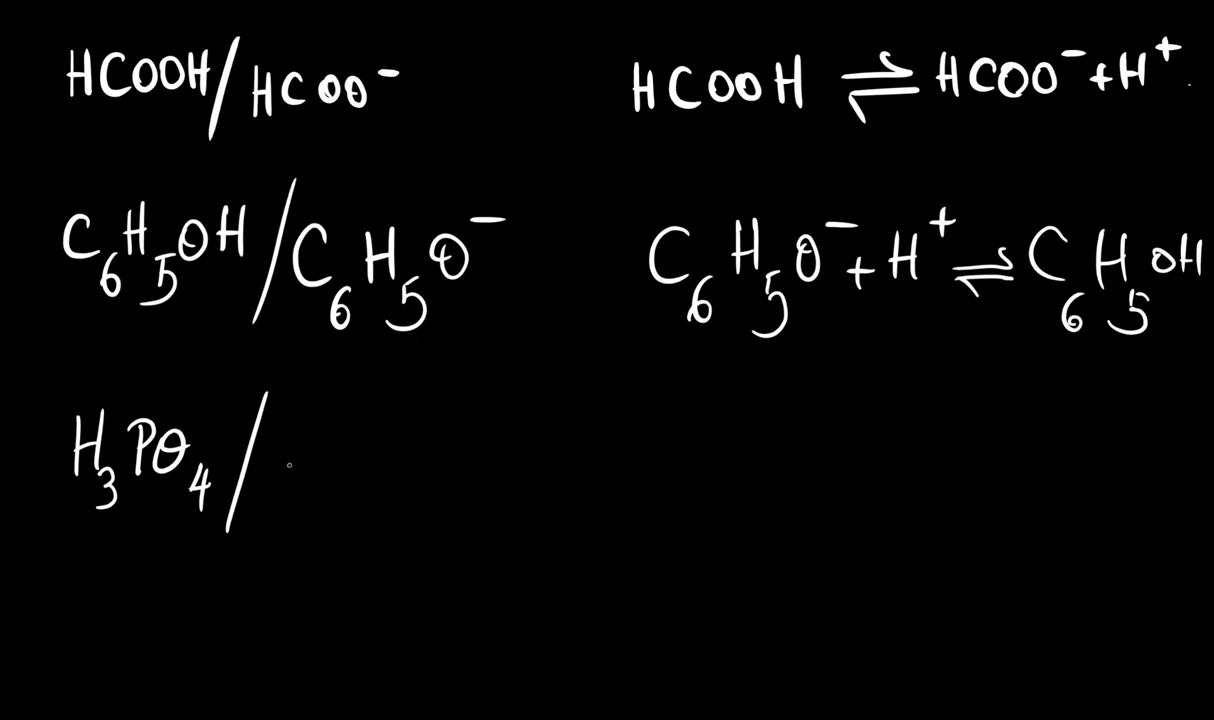 HCOOH/HCOO⁻ HCOOH ⇌ HCOO⁻ + H⁺
C₆H₅OH/C₆H₅O⁻ C₆H₅O⁻ + H⁺ ⇌ C₆H₅OH
H₃PO₄/